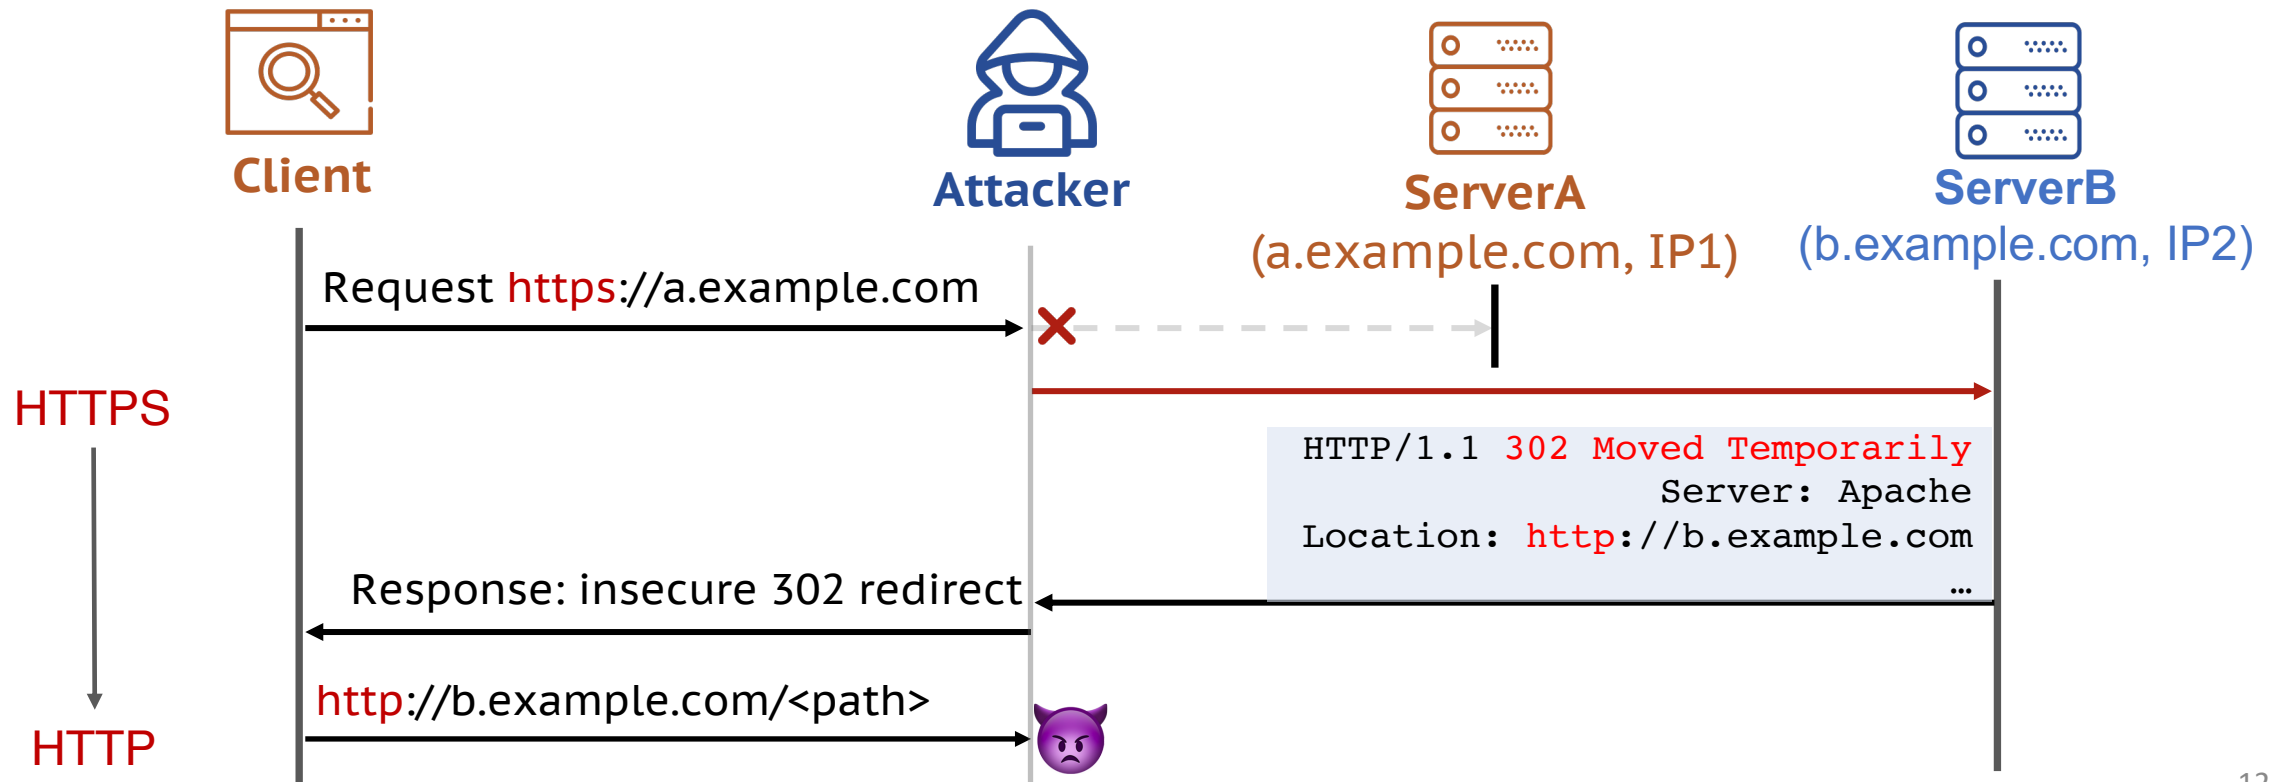 Client
Attacker
ServerA
(a.example.com, IP1)
ServerB
(b.example.com, IP2)
Request https://a.example.com
HTTPS
HTTP/1.1 302 Moved Temporarily
Server: Apache
Location: http://b.example.com
…
Response: insecure 302 redirect
http://b.example.com/<path>
HTTP